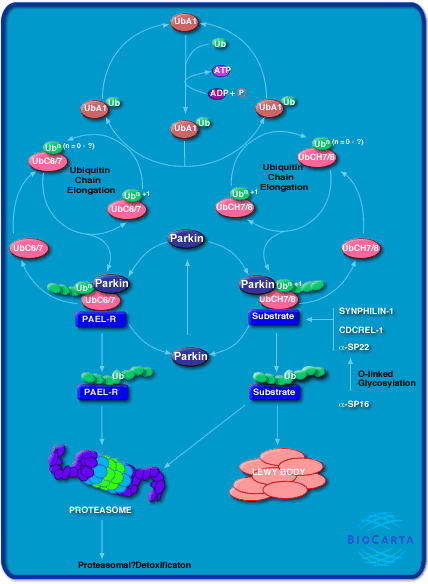 UbA1
Ub
ATP
ADP + P
UbA1 Ub
UbA1 Ub
UbA1 Ub
Ubn (n = 0 - ?)
UbC6/7
Ubn (n = 0 - ?)
UbCH7/8
Ubiquitin
Chain
Elongation
Ubiquitin
Chain
Elongation
Ubn +1
UbC6/7
Ubn +1
UbCH7/8
UbC6/7
Parkin
UbCH7/8
Ubn Parkin
UbC6/7
PAEL-R
Parkin Ubn +1
UbCH7/8
Substrate
SYNPHILIN-1
CDCREL-1
α-SP22
Parkin
O-linked
Glycosylation
α-SP16
Ub
PAEL-R
Ub
Substrate
LEWY BODY
PROTEASOME
BIOCARTA
Proteasomal?Detoxificaton